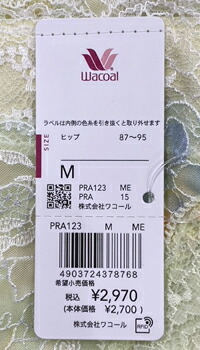 Wacoal
ラベルは内側の色糸を引き抜くと取り外せます
SIZE
ヒップ 87～95
M
PRA123 ME
PRA 15
株式会社ワコール
PRA123 M ME
4903724378768
希望小売価格
税込 ¥2,970
(本体価格 ¥2,700)
株式会社ワコール
RFID